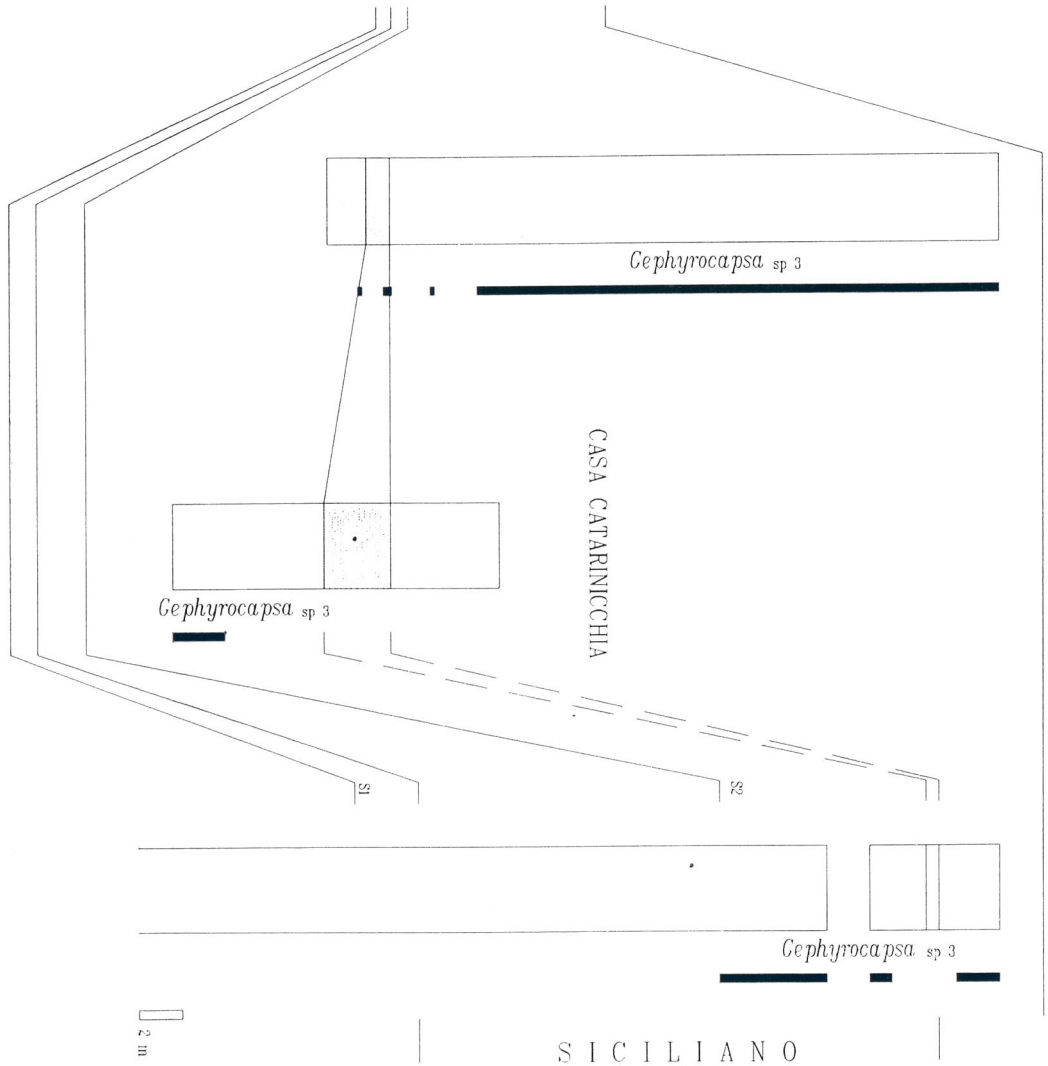 Gephyrocapsa sp 3
CASA CATARINICCHIA
Gephyrocapsa sp 3
S1
S2
Gephyrocapsa sp 3
2 m
SICILIANO